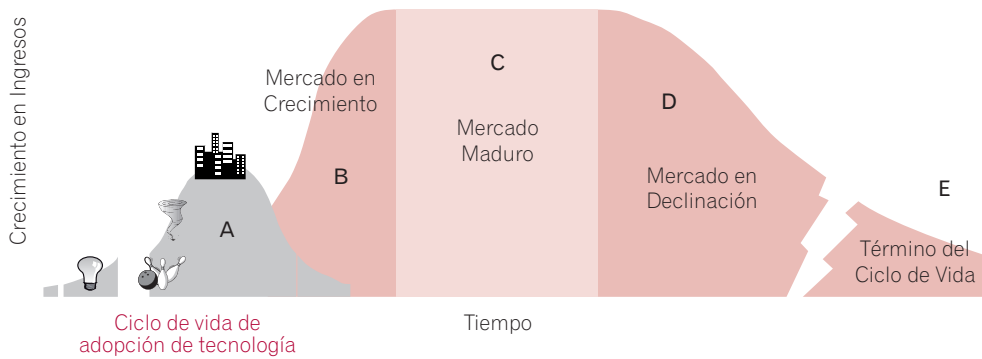 Crecimiento en Ingresos
Mercado en
Crecimiento
A
B
C
Mercado
Maduro
D
Mercado en
Declinación
E
Término del
Ciclo de Vida
Ciclo de vida de
adopción de tecnología
Tiempo